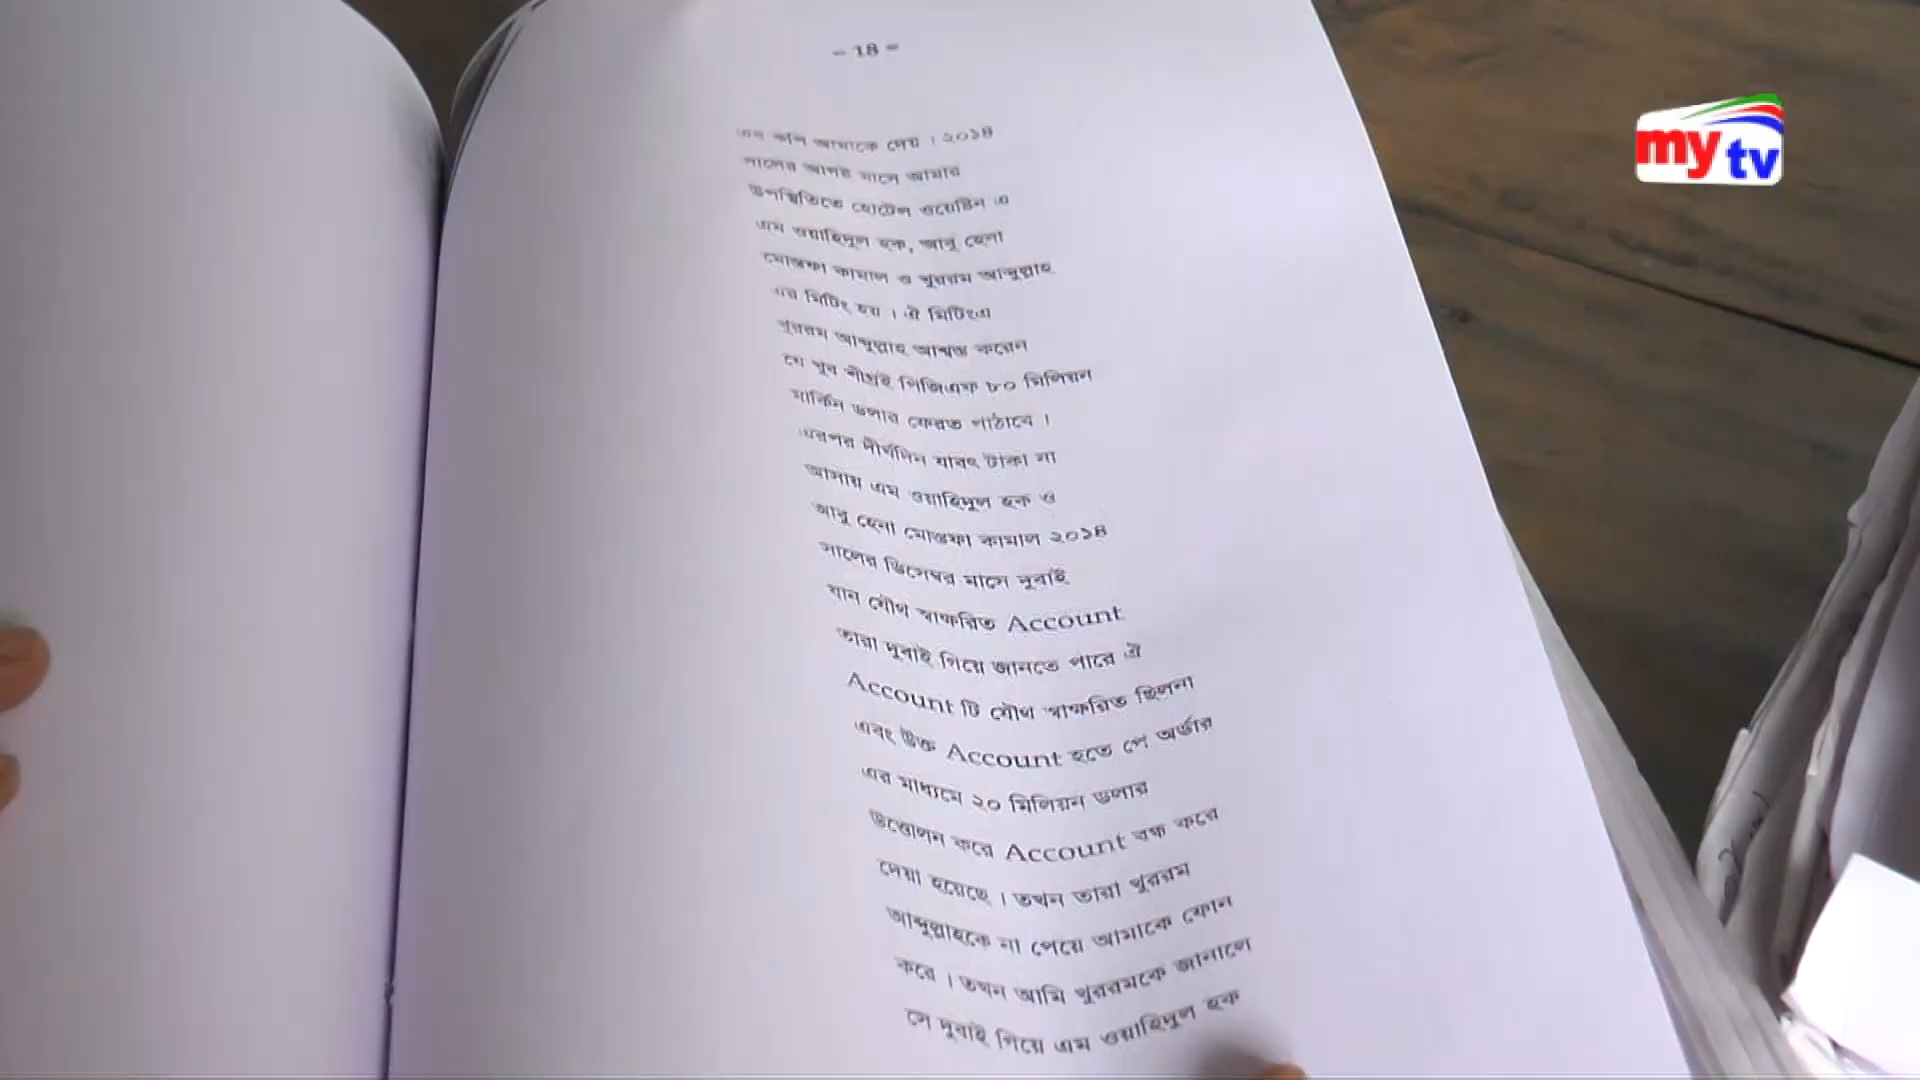 - 18 -
my tv
এর কপি আমাকে দেয় । ২০১৪
সালের আগষ্ট মাসে আমার
উপস্থিতিতে হোটেল ওয়েষ্টিন এ
এম ওয়াহিদুল হক, আবু হেনা
মোস্তফা কামাল ও খুররম আব্দুল্লাহ
এর মিটিং হয় । ঐ মিটিংএ
খুররম আব্দুল্লাহ আশ্বস্ত করেন
যে খুব শীঘ্রই পিজিএফ ৮০ মিলিয়ন
মার্কিন ডলার ফেরত পাঠাবে ।
এরপর দীর্ঘদিন যাবৎ টাকা না
আসায় এম ওয়াহিদুল হক ও
আবু হেনা মোস্তফা কামাল ২০১৪
সালের ডিসেম্বর মাসে দুবাই
যান যৌথ স্বাক্ষরিত Account
তারা দুবাই গিয়ে জানতে পারে ঐ
Account টি যৌথ স্বাক্ষরিত ছিলনা
এবং উক্ত Account হতে পে অর্ডার
এর মাধ্যমে ২০ মিলিয়ন ডলার
উত্তোলন করে Account বন্ধ করে
দেয়া হয়েছে । তখন তারা খুররম
আব্দুল্লাহকে না পেয়ে আমাকে ফোন
করে । তখন আমি খুররমকে জানালে
সে দুবাই গিয়ে এম ওয়াহিদুল হক